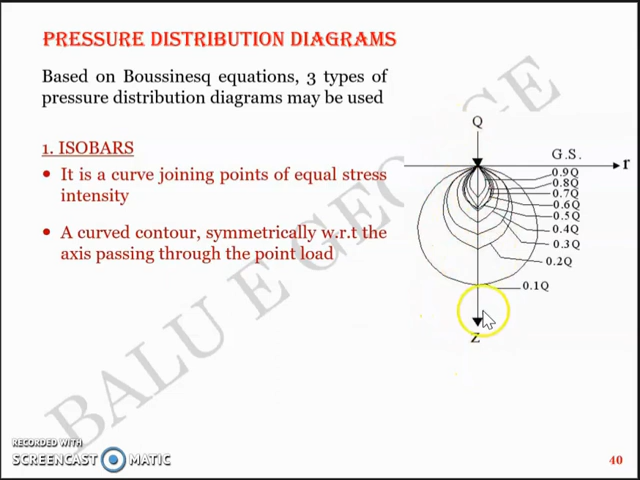 PRESSURE DISTRIBUTION DIAGRAMS
Based on Boussinesq equations, 3 types of
pressure distribution diagrams may be used
1. ISOBARS
• It is a curve joining points of equal stress
intensity
• A curved contour, symmetrically w.r.t the
axis passing through the point load
Q
G.S.
r
0.9Q
0.8Q
0.7Q
0.6Q
0.5Q
0.4Q
0.3Q
0.2Q
0.1Q
Z
BALU E GEORGE
RECORDED WITH
SCREENCAST MATIC
40